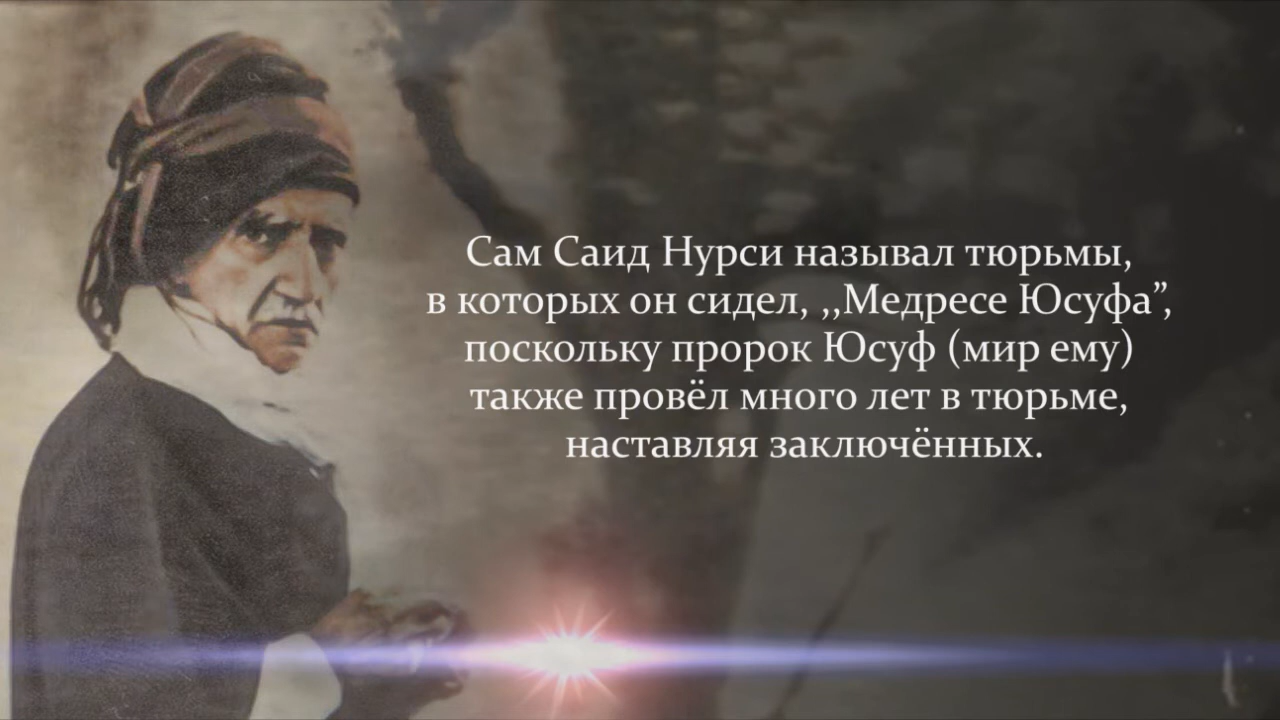 Сам Саид Нурси называл тюрьмы,
в которых он сидел, ,,Медресе Юсуфа”,
поскольку пророк Юсуф (мир ему)
также провёл много лет в тюрьме,
наставляя заключённых.